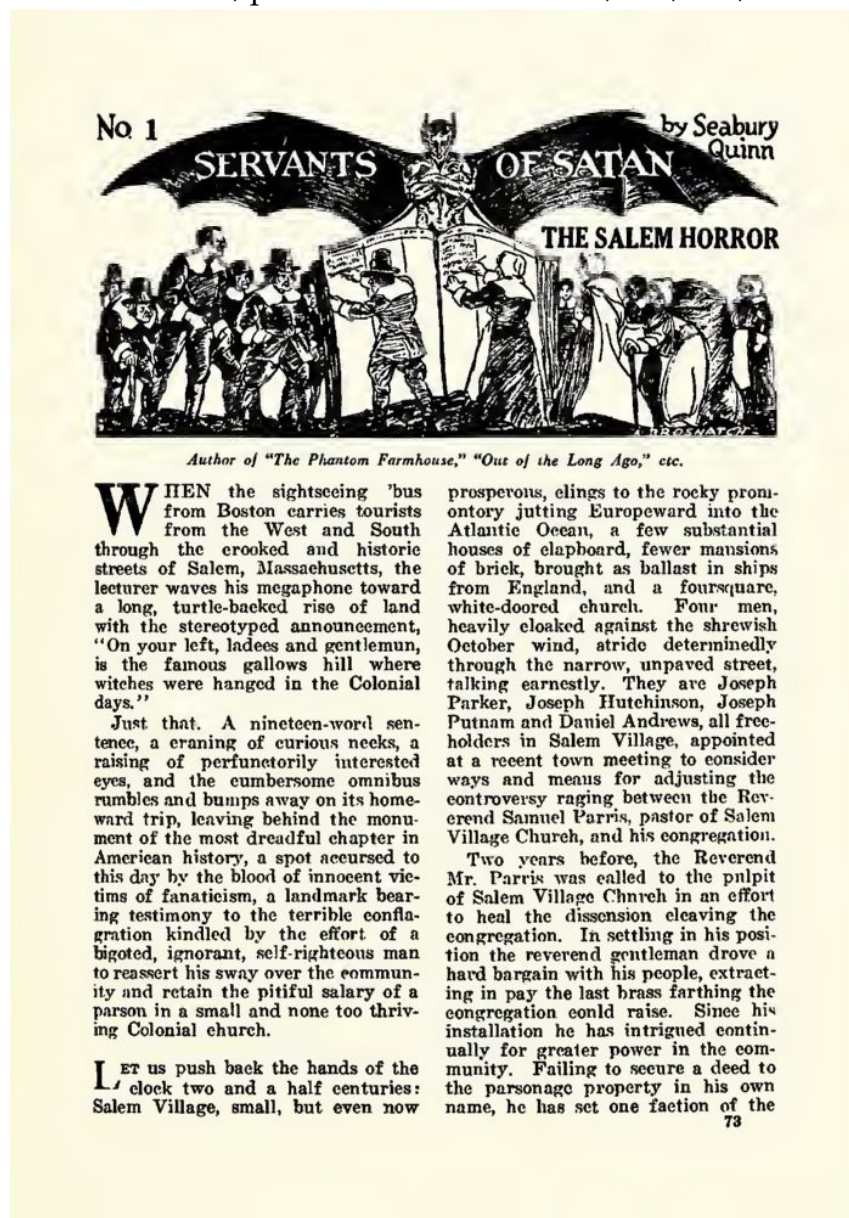 No. 1
by Seabury
Quinn
SERVANTS OF SATAN
THE SALEM HORROR
BROSNATCH
Author of "The Phantom Farmhouse," "Out of the Long Ago," etc.
WHEN the sightseeing 'bus
from Boston carries tourists
from the West and South
through the crooked and historic
streets of Salem, Massachusetts, the
lecturer waves his megaphone toward
a long, turtle-backed rise of land
with the stereotyped announcement,
"On your left, ladees and gentlemun,
is the famous gallows hill where
witches were hanged in the Colonial
days."
Just that. A nineteen-word sen-
tence, a craning of curious necks, a
raising of perfunctorily interested
eyes, and the cumbersome omnibus
rumbles and bumps away on its home-
ward trip, leaving behind the monu-
ment of the most dreadful chapter in
American history, a spot accursed to
this day by the blood of innocent vic-
tims of fanaticism, a landmark bear-
ing testimony to the terrible confla-
gration kindled by the effort of a
bigoted, ignorant, self-righteous man
to reassert his sway over the commun-
ity and retain the pitiful salary of a
parson in a small and none too thriv-
ing Colonial church.
LET us push back the hands of the
clock two and a half centuries:
Salem Village, small, but even now
prosperous, clings to the rocky prom-
ontory jutting Europeward into the
Atlantic Ocean, a few substantial
houses of clapboard, fewer mansions
of brick, brought as ballast in ships
from England, and a foursquare,
white-doored church. Four men,
heavily cloaked against the shrewish
October wind, stride determinedly
through the narrow, unpaved street,
talking earnestly. They are Joseph
Parker, Joseph Hutchinson, Joseph
Putnam and Daniel Andrews, all free-
holders in Salem Village, appointed
at a recent town meeting to consider
ways and means for adjusting the
controversy raging between the Rev-
erend Samuel Parris, pastor of Salem
Village Church, and his congregation.
Two years before, the Reverend
Mr. Parris was called to the pulpit
of Salem Village Church in an effort
to heal the dissension cleaving the
congregation. In settling in his posi-
tion the reverend gentleman drove a
hard bargain with his people, extract-
ing in pay the last brass farthing the
congregation could raise. Since his
installation he has intrigued contin-
ually for greater power in the com-
munity. Failing to secure a deed to
the parsonage property in his own
name, he has set one faction of the
73